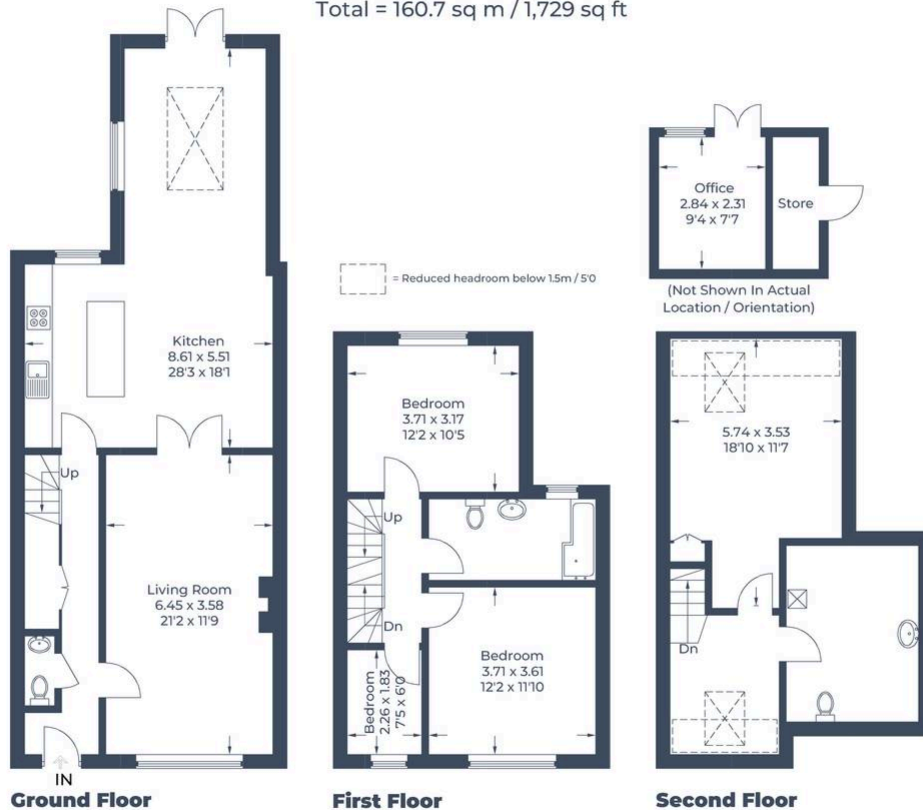 Total = 160.7 sq m / 1,729 sq ft
Office
2.84 x 2.31
9'4 x 7'7
Store
(Not Shown In Actual
Location / Orientation)
= Reduced headroom below 1.5m / 5'0
Kitchen
8.61 x 5.51
28'3 x 18'1
Up
Living Room
6.45 x 3.58
21'2 x 11'9
IN
Ground Floor
Bedroom
3.71 x 3.17
12'2 x 10'5
Up
Dn
Bedroom
2.26 x 1.83
7'5 x 6'0
Bedroom
3.71 x 3.61
12'2 x 11'10
First Floor
5.74 x 3.53
18'10 x 11'7
Dn
Second Floor